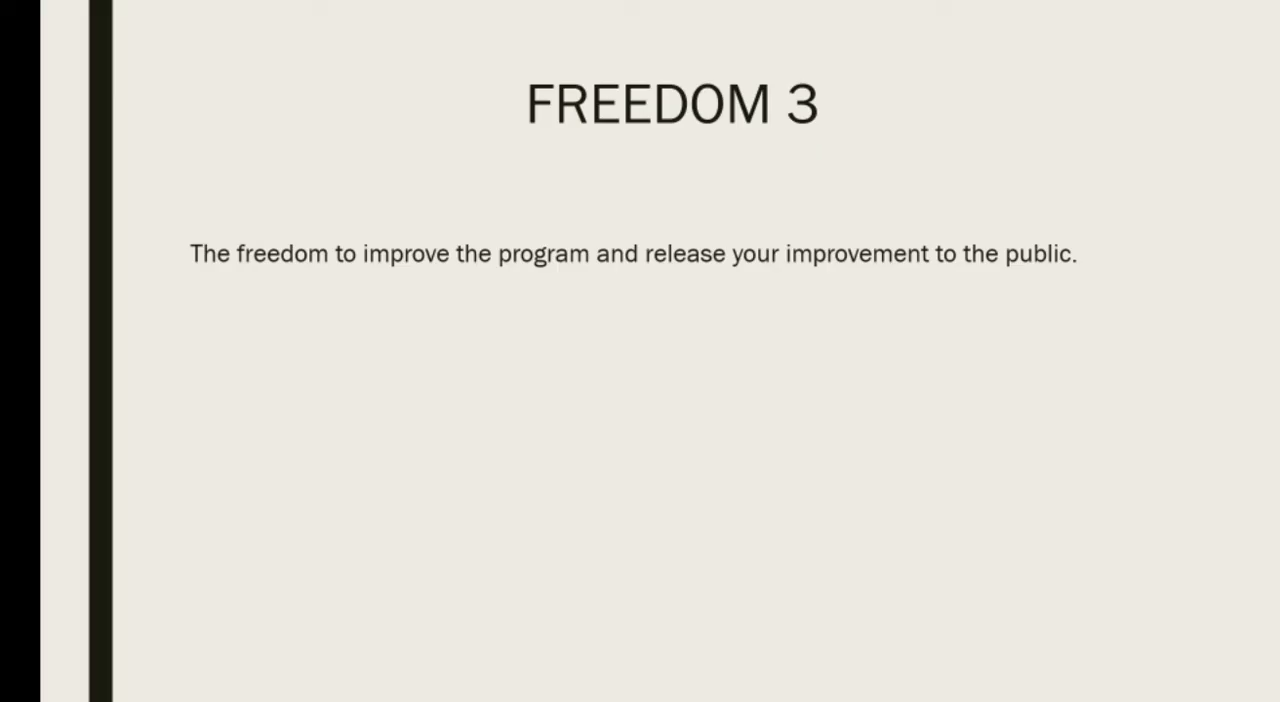 FREEDOM 3
The freedom to improve the program and release your improvement to the public.